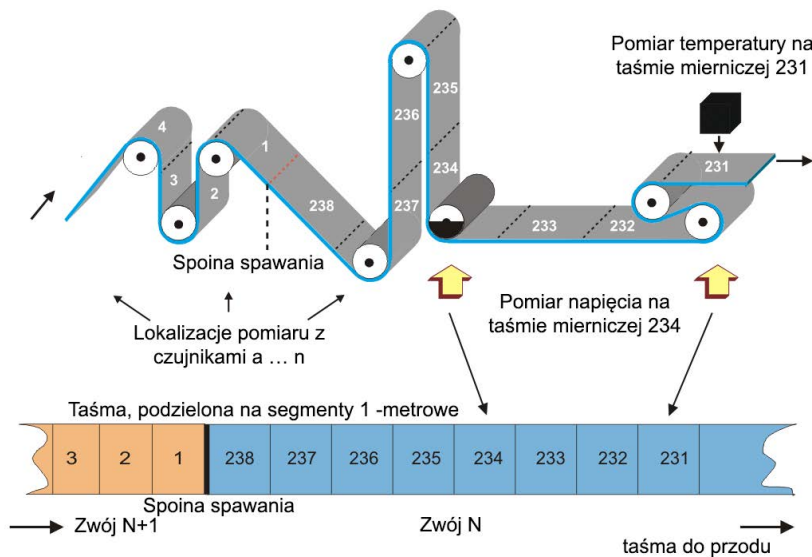 Pomiar temperatury na
taśmie mierniczej 231
4
3
2
1
238
237
236
235
234
233
232
231
Spoina spawania
Lokalizacje pomiaru z
czujnikami a ... n
Pomiar napięcia na
taśmie mierniczej 234
Taśma, podzielona na segmenty 1 -metrowe
3 2 1 238 237 236 235 234 233 232 231
Spoina spawania
Zwój N+1 Zwój N taśma do przodu